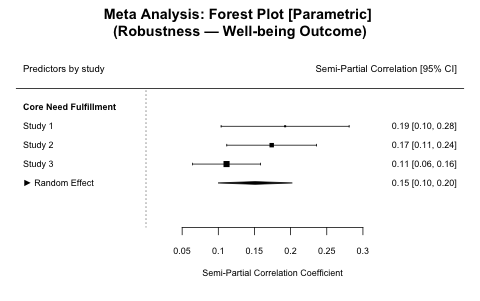 Meta Analysis: Forest Plot [Parametric]
(Robustness — Well-being Outcome)
Predictors by study Semi-Partial Correlation [95% CI]
Core Need Fulfillment
Study 1 0.19 [0.10, 0.28]
Study 2 0.17 [0.11, 0.24]
Study 3 0.11 [0.06, 0.16]
► Random Effect 0.15 [0.10, 0.20]
0.05 0.1 0.15 0.2 0.25 0.3
Semi-Partial Correlation Coefficient